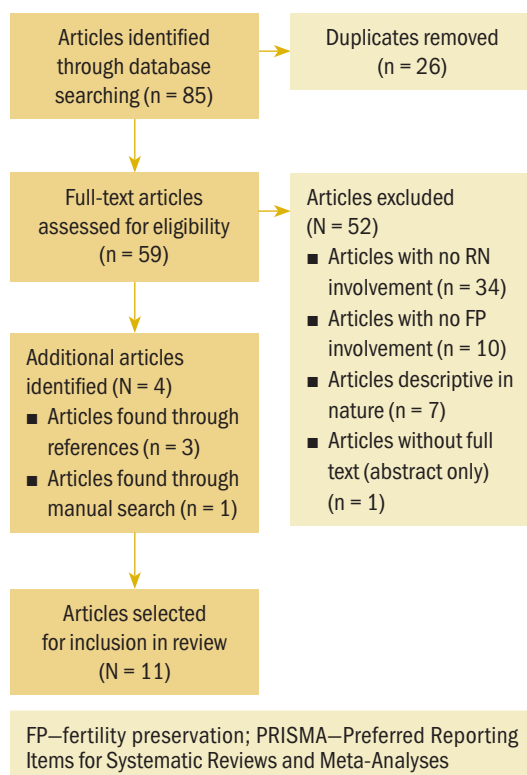 Articles identified
through database
searching (n = 85)
Duplicates removed
(n = 26)
Full-text articles
assessed for eligibility
(n = 59)
Articles excluded
(N = 52)
■ Articles with no RN
involvement (n = 34)
■ Articles with no FP
involvement (n = 10)
■ Articles descriptive in
nature (n = 7)
■ Articles without full
text (abstract only)
(n = 1)
Additional articles
identified (N = 4)
■ Articles found through
references (n = 3)
■ Articles found through
manual search (n = 1)
Articles selected
for inclusion in review
(N = 11)
FP—fertility preservation; PRISMA—Preferred Reporting
Items for Systematic Reviews and Meta-Analyses